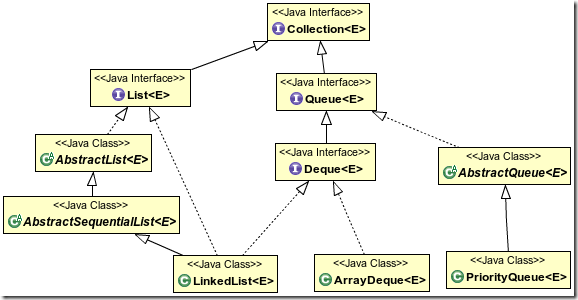 <<Java Interface>>
Collection<E>
<<Java Interface>>
List<E>
<<Java Interface>>
Queue<E>
<<Java Class>>
AbstractList<E>
<<Java Interface>>
Deque<E>
<<Java Class>>
AbstractQueue<E>
<<Java Class>>
AbstractSequentialList<E>
<<Java Class>>
LinkedList<E>
<<Java Class>>
ArrayDeque<E>
<<Java Class>>
PriorityQueue<E>